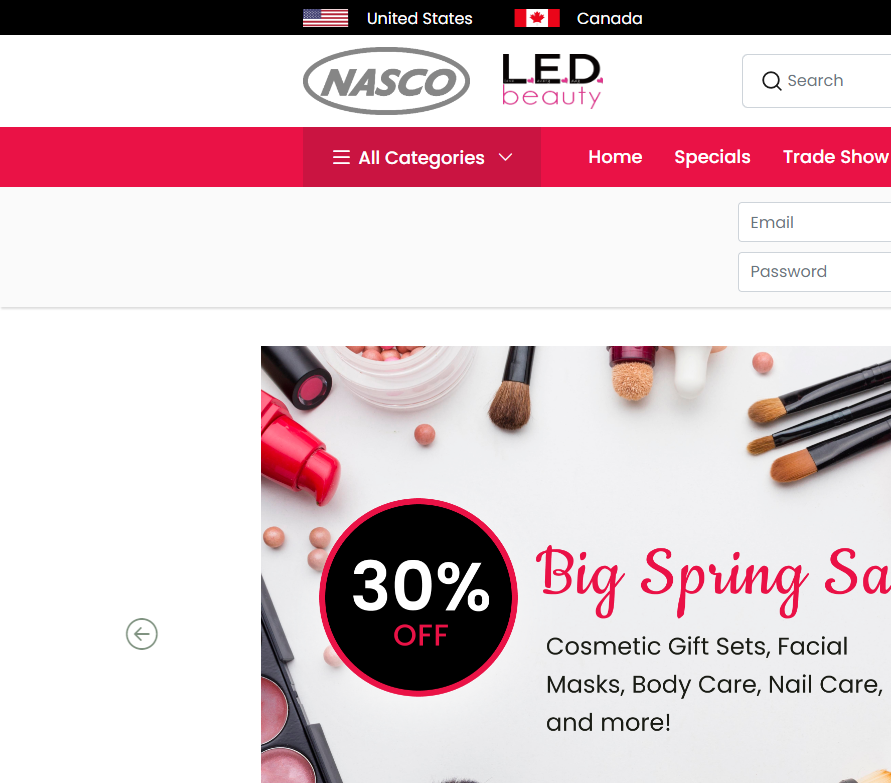 United States
Canada
NASCO
L.E.D.
beauty
Search
All Categories
Home
Specials
Trade Show
Email
Password
30%
OFF
Big Spring Sa
Cosmetic Gift Sets, Facial
Masks, Body Care, Nail Care,
and more!